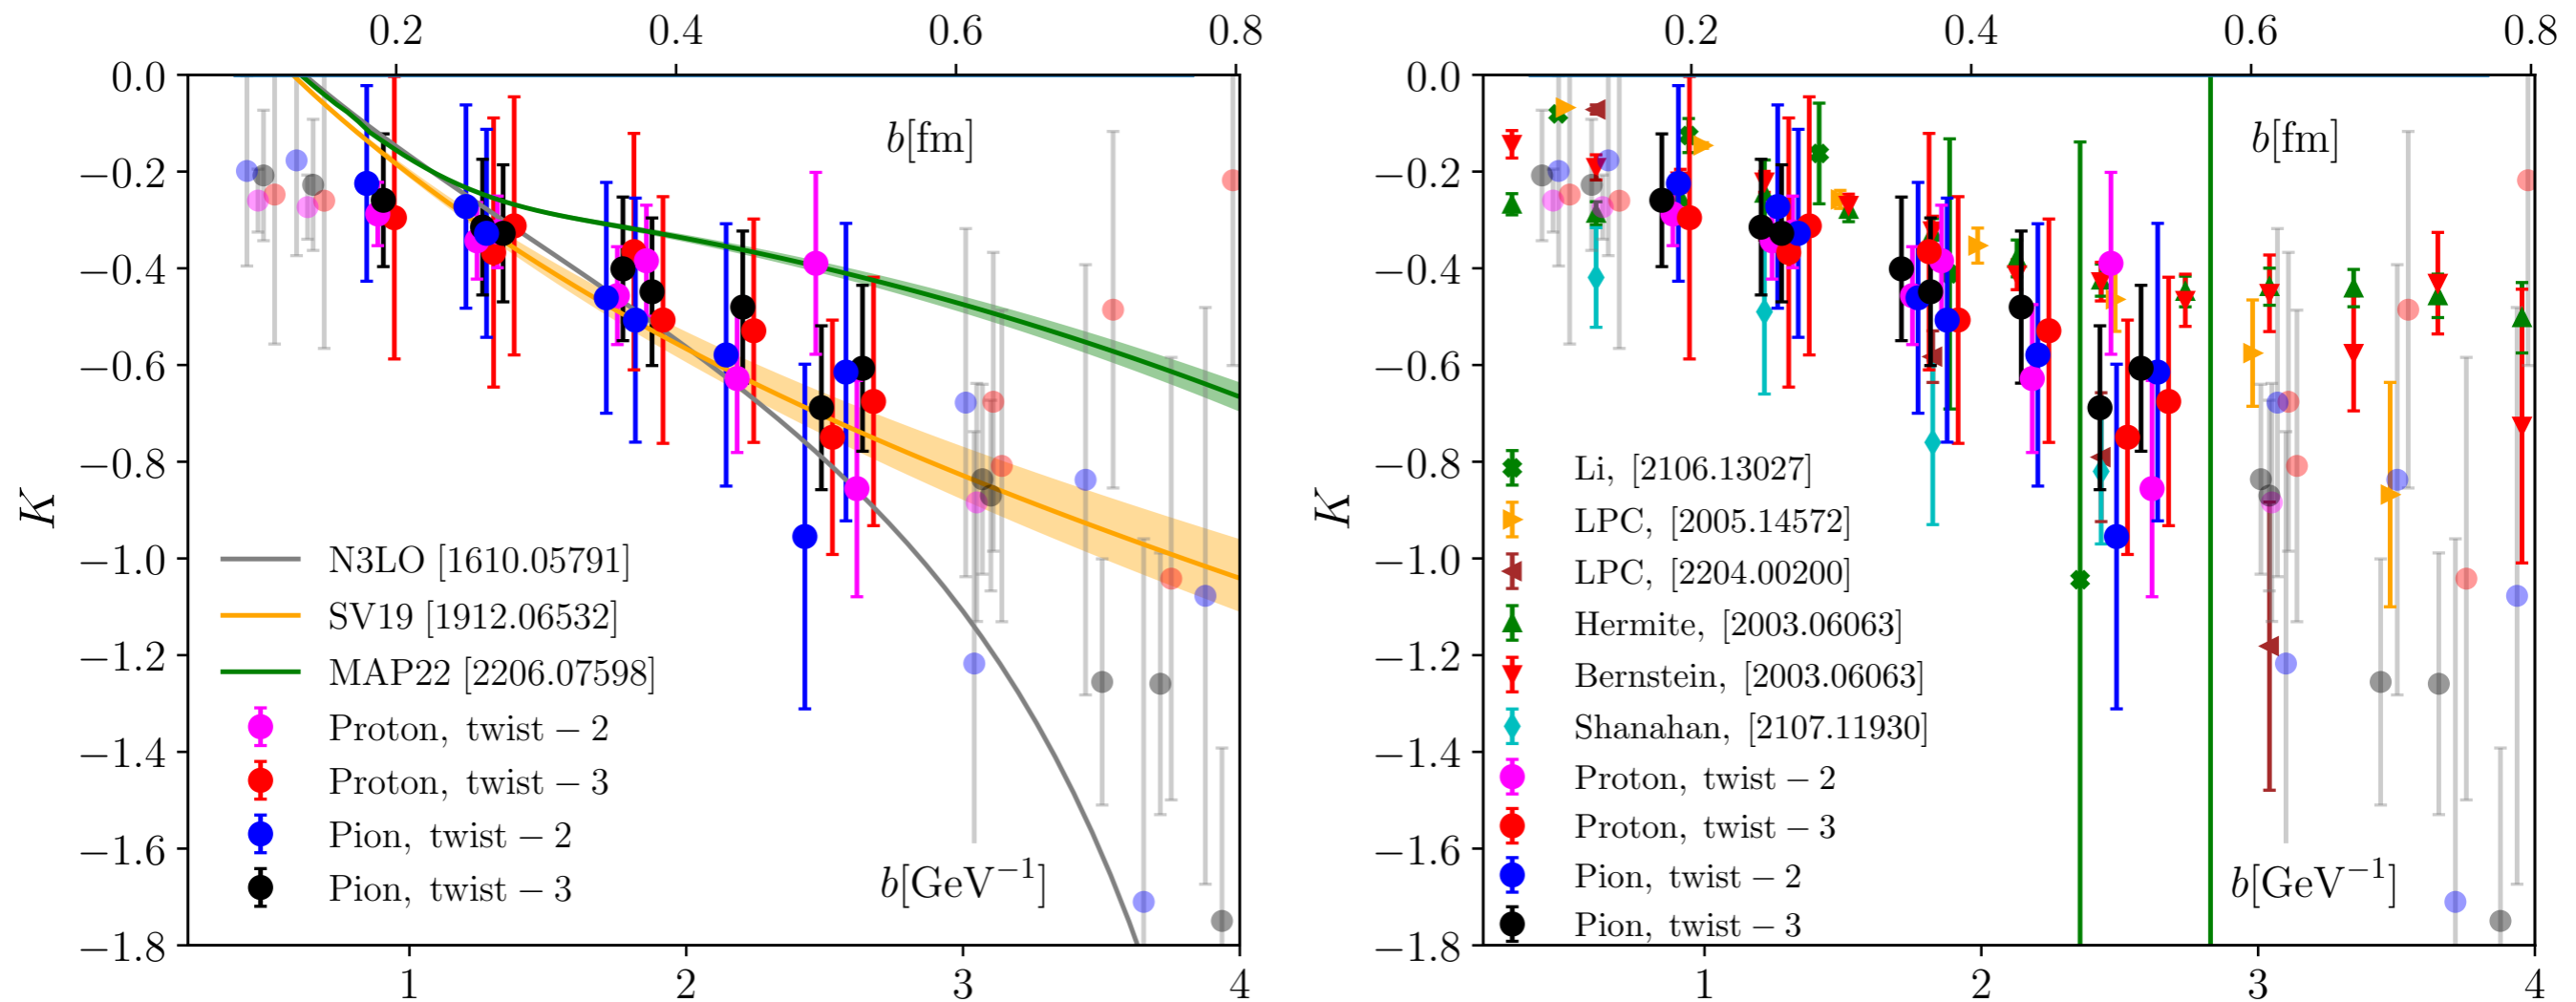 0.2 0.4 0.6 0.8
0.0
−0.2
−0.4
−0.6
−0.8
−1.0
−1.2
−1.4
−1.6
−1.8
K
b[fm]
N3LO [1610.05791]
SV19 [1912.06532]
MAP22 [2206.07598]
Proton, twist − 2
Proton, twist − 3
Pion, twist − 2
Pion, twist − 3
b[GeV⁻¹]
1 2 3 4
0.2 0.4 0.6 0.8
0.0
−0.2
−0.4
−0.6
−0.8
−1.0
−1.2
−1.4
−1.6
−1.8
K
b[fm]
Li, [2106.13027]
LPC, [2005.14572]
LPC, [2204.00200]
Hermite, [2003.06063]
Bernstein, [2003.06063]
Shanahan, [2107.11930]
Proton, twist − 2
Proton, twist − 3
Pion, twist − 2
Pion, twist − 3
b[GeV⁻¹]
1 2 3 4